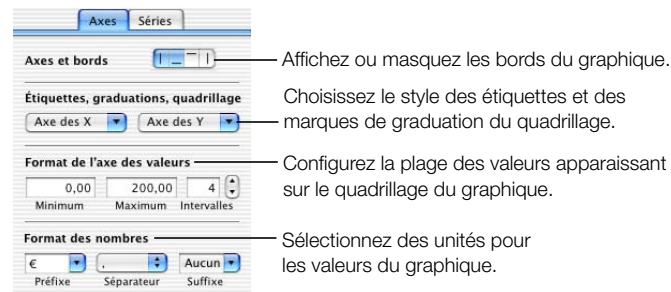 Axes Séries
Axes et bords
Affichez ou masquez les bords du graphique.
Étiquettes, graduations, quadrillage
Axe des X Axe des Y
Choisissez le style des étiquettes et des
marques de graduation du quadrillage.
Format de l'axe des valeurs
0,00 200,00 4
Minimum Maximum Intervalles
Configurez la plage des valeurs apparaissant
sur le quadrillage du graphique.
Format des nombres
€ , Aucun
Préfixe Séparateur Suffixe
Sélectionnez des unités pour
les valeurs du graphique.